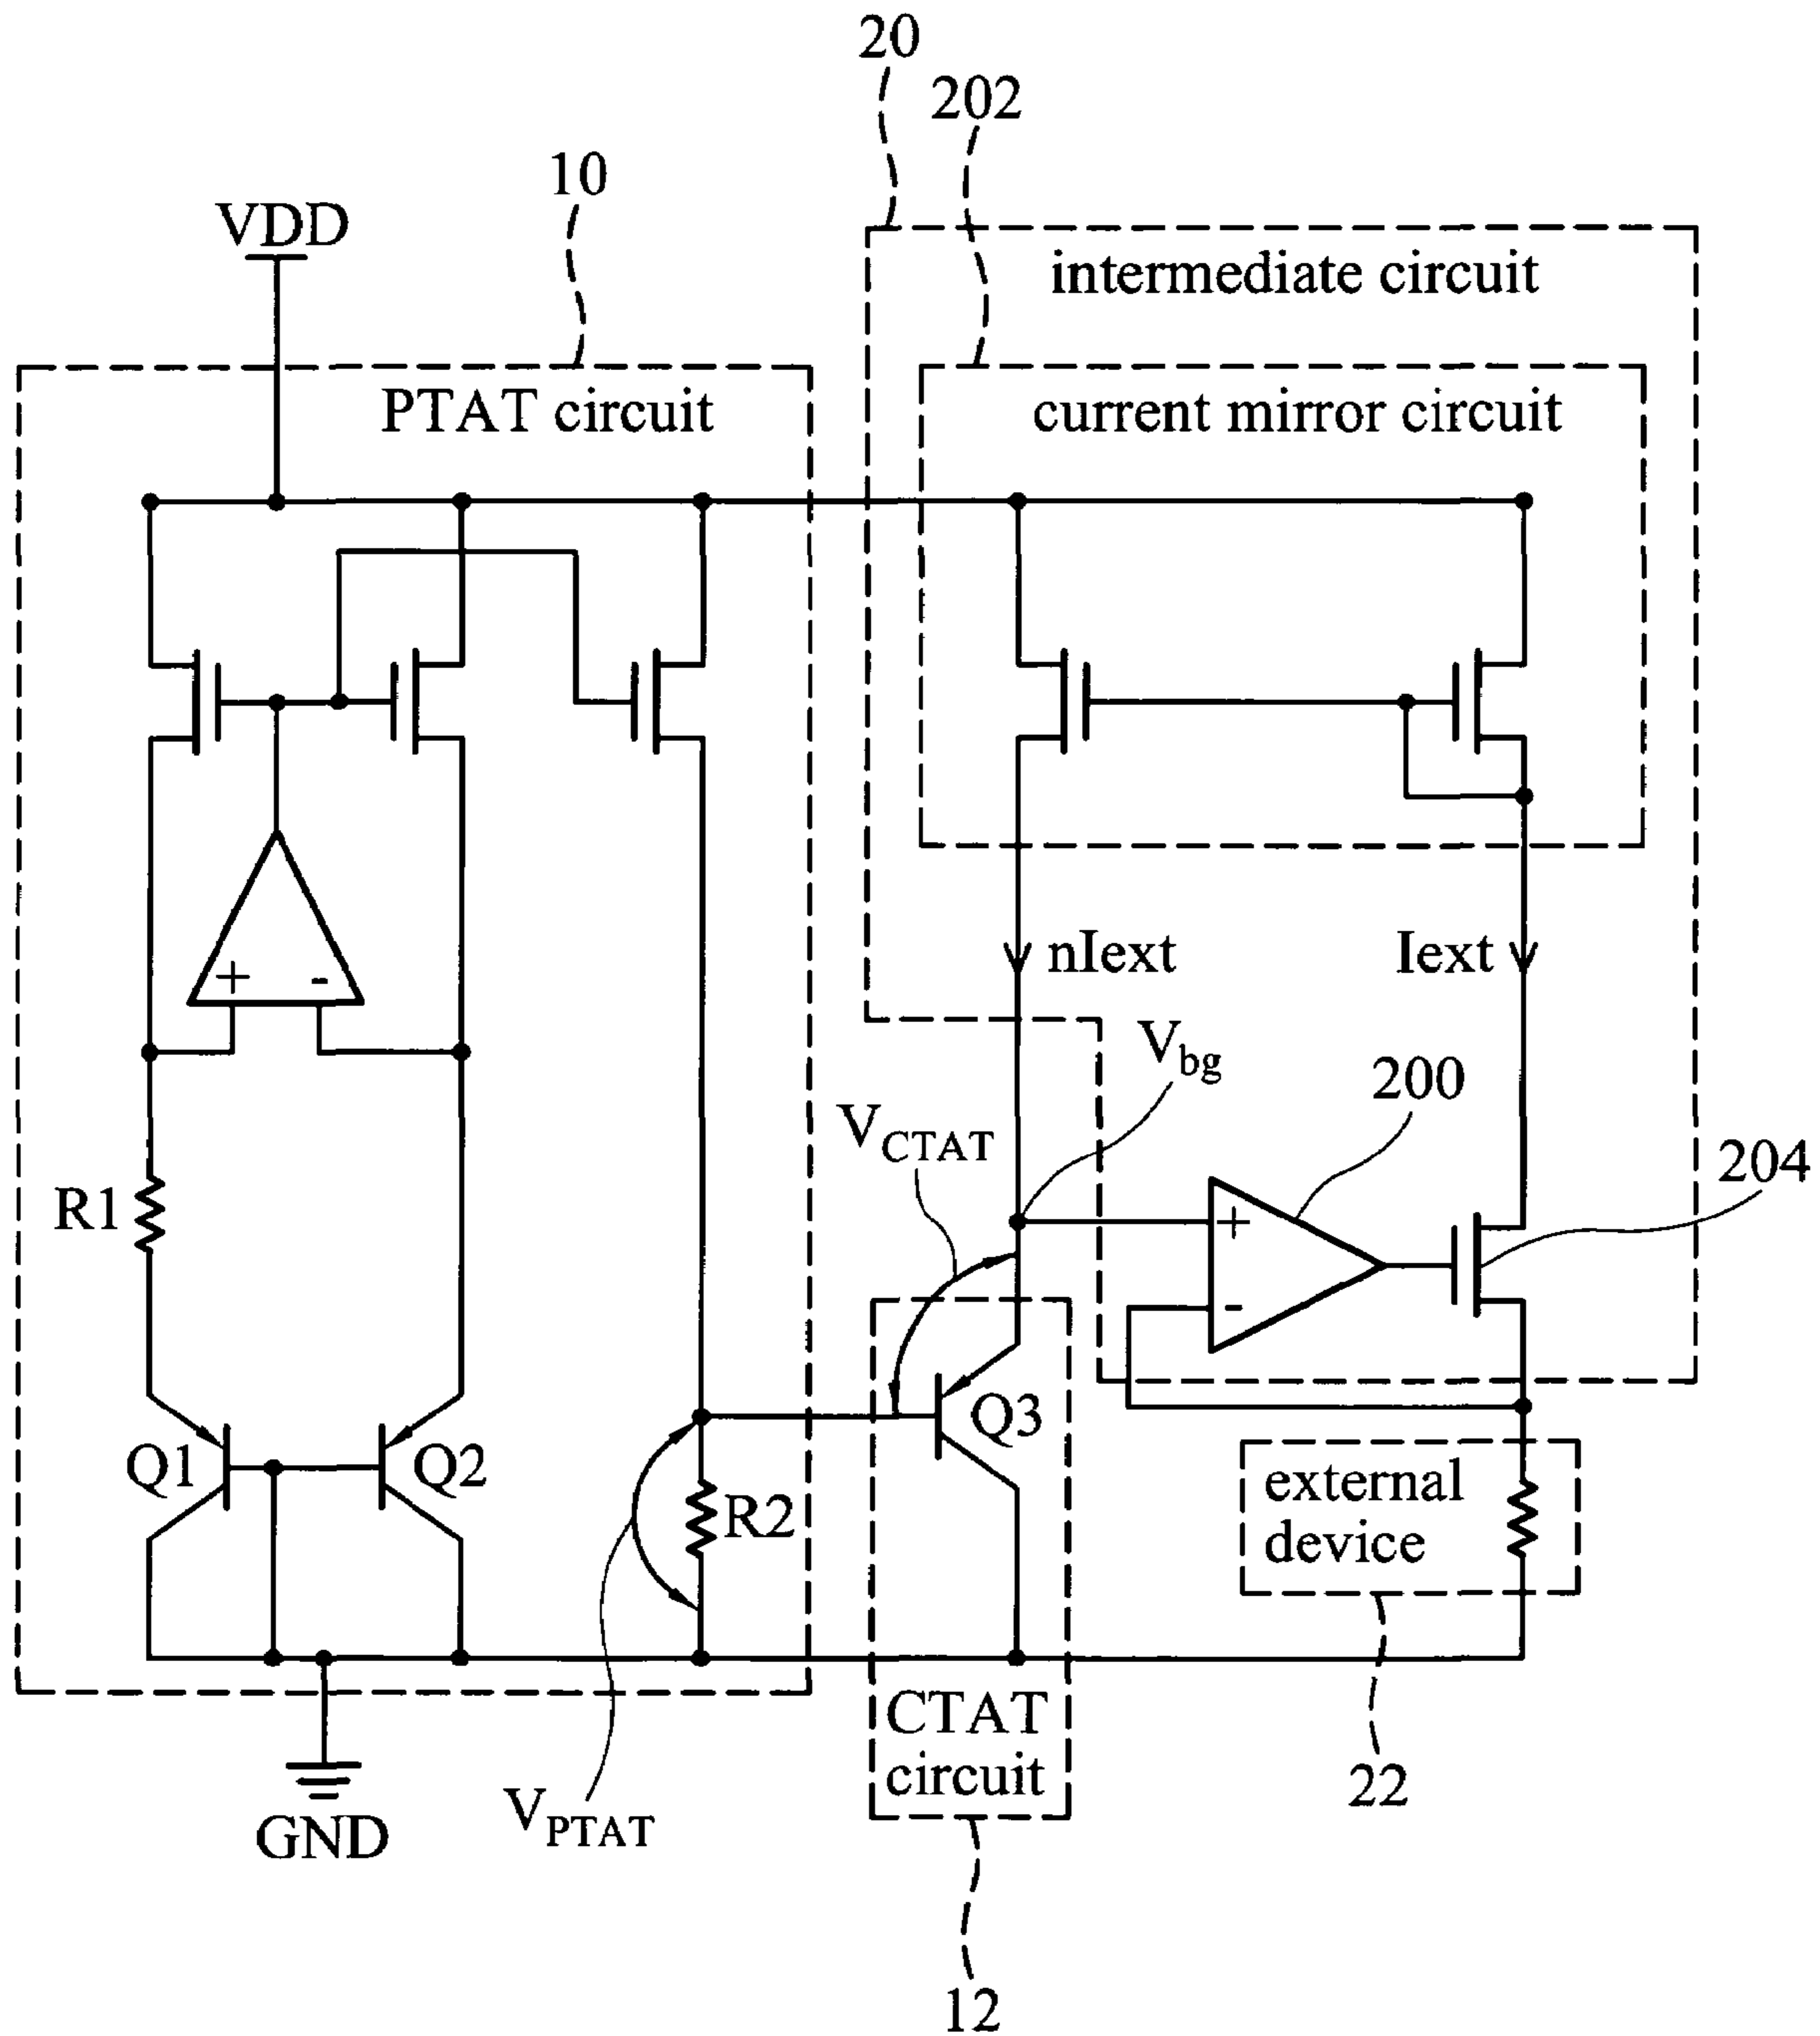 20
202
10
VDD
intermediate circuit
PTAT circuit
current mirror circuit
+ -
nIext
Iext
Vbg
200
VCTAT
204
R1
+
-
Q3
Q1
Q2
external
device
R2
CTAT
circuit
22
VPTAT
GND
12